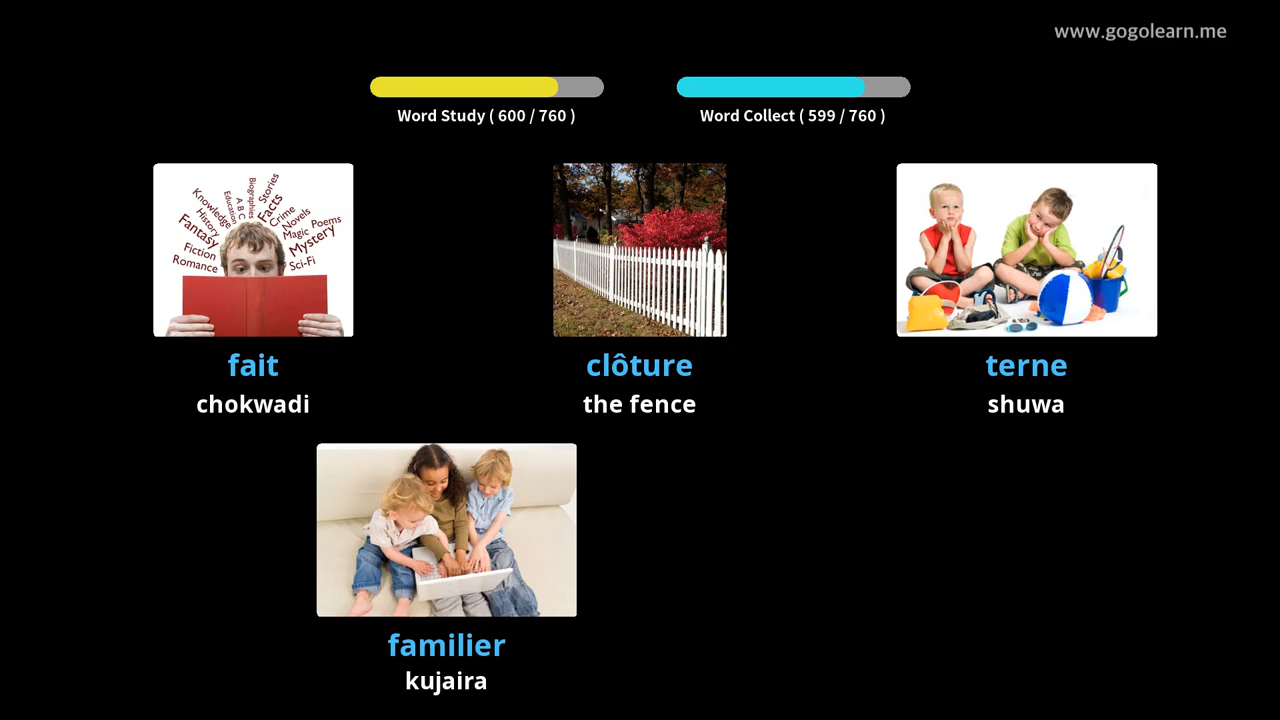 www.gogolearn.me
Word Study ( 600 / 760 )
Word Collect ( 599 / 760 )
Knowledge
History
Fantasy
Fiction
Romance
Education
A B C
Biographies
Stories
Facts
Crime
Novels
Magic
Poems
Mystery
Sci-Fi
fait
chokwadi
clôture
the fence
terne
shuwa
familier
kujaira